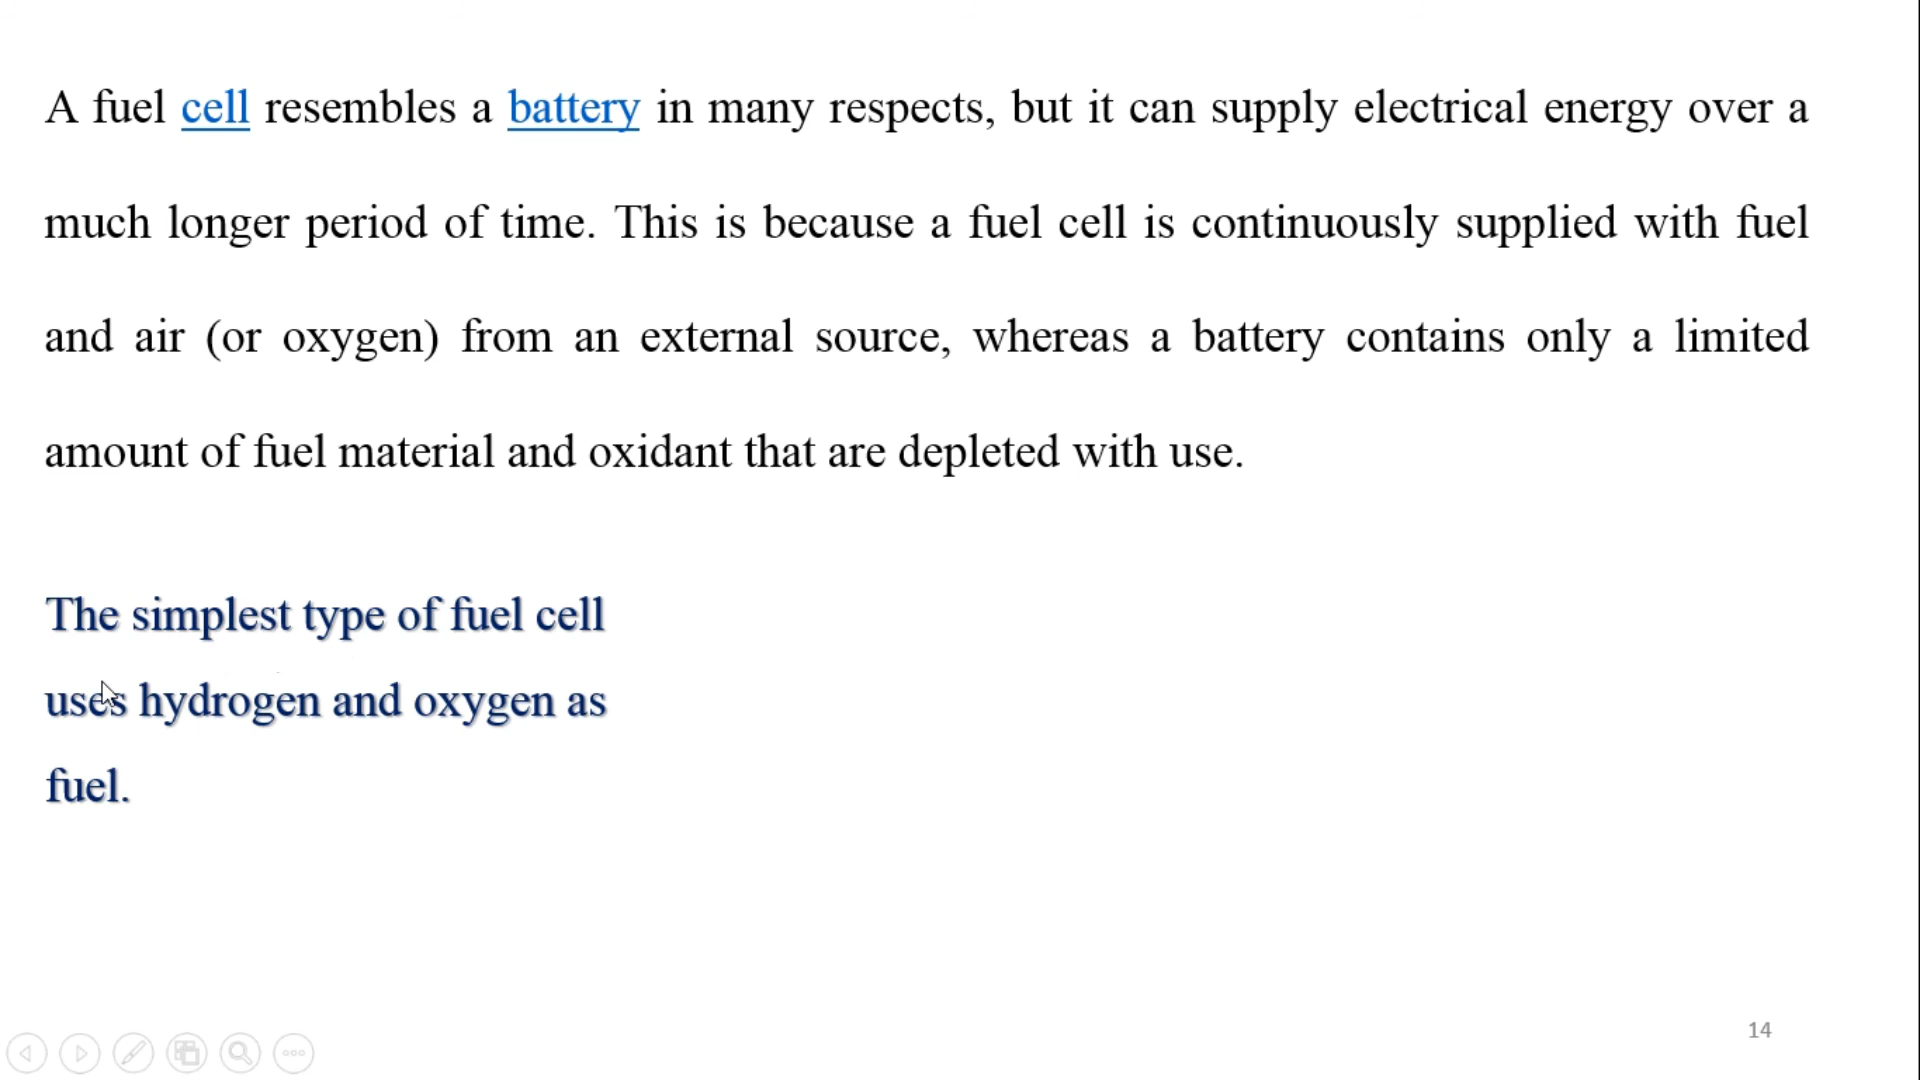 A fuel cell resembles a battery in many respects, but it can supply electrical energy over a
much longer period of time. This is because a fuel cell is continuously supplied with fuel
and air (or oxygen) from an external source, whereas a battery contains only a limited
amount of fuel material and oxidant that are depleted with use.
The simplest type of fuel cell
uses hydrogen and oxygen as
fuel.
14